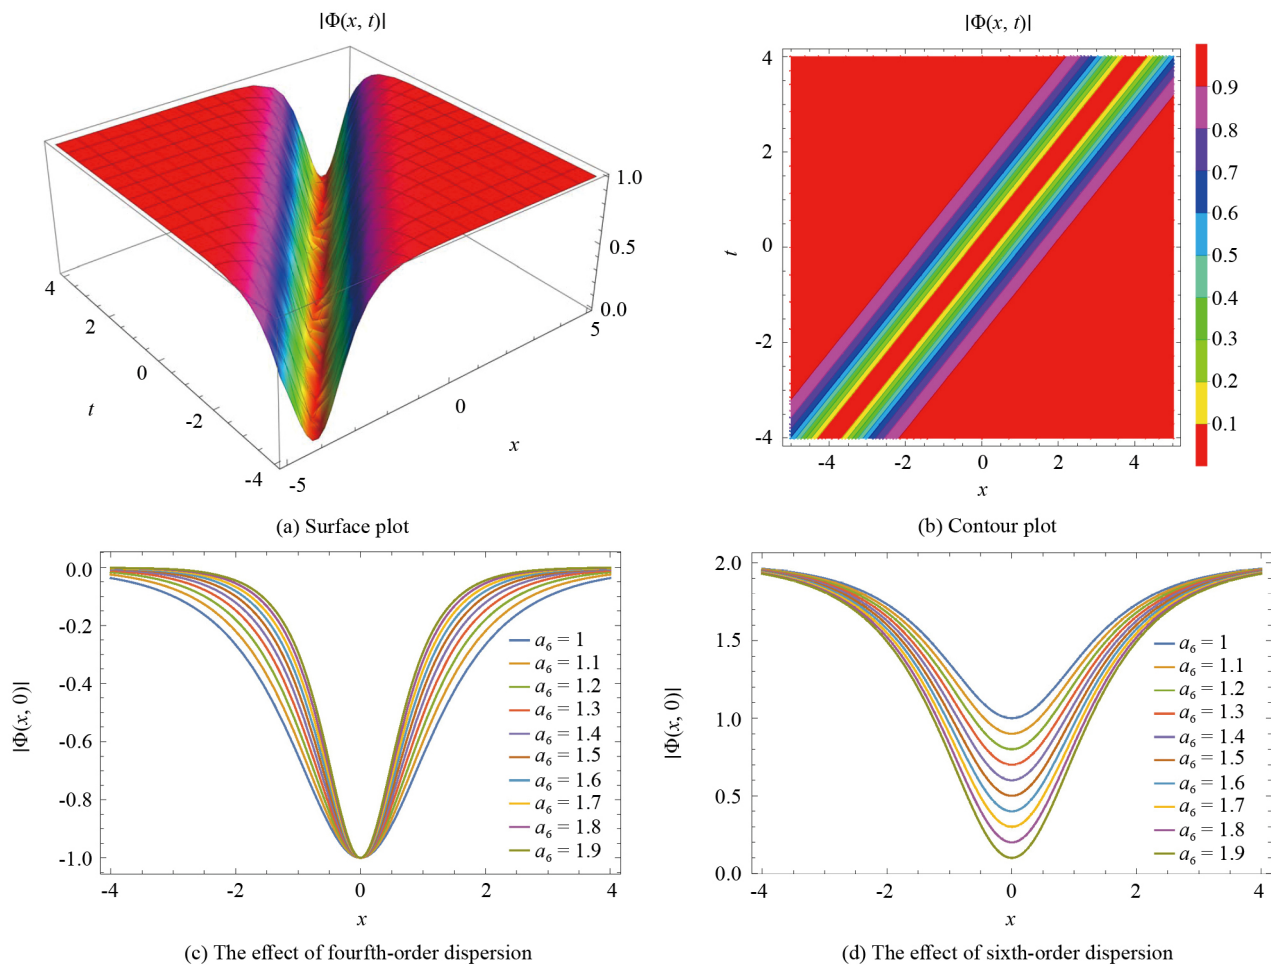 |Φ(x, t)|
1.0
0.5
0.0
5
0
-5
x
4
2
0
-2
-4
t
(a) Surface plot
|Φ(x, t)|
4
2
0
-2
-4
t
-4 -2 0 2 4
x
0.9
0.8
0.7
0.6
0.5
0.4
0.3
0.2
0.1
(b) Contour plot
0.0
-0.2
-0.4
-0.6
-0.8
-1.0
|Φ(x, 0)|
a₆ = 1
a₆ = 1.1
a₆ = 1.2
a₆ = 1.3
a₆ = 1.4
a₆ = 1.5
a₆ = 1.6
a₆ = 1.7
a₆ = 1.8
a₆ = 1.9
-4 -2 0 2 4
x
(c) The effect of fourfth-order dispersion
2.0
1.5
1.0
0.5
0.0
|Φ(x, 0)|
a₆ = 1
a₆ = 1.1
a₆ = 1.2
a₆ = 1.3
a₆ = 1.4
a₆ = 1.5
a₆ = 1.6
a₆ = 1.7
a₆ = 1.8
a₆ = 1.9
-4 -2 0 2 4
x
(d) The effect of sixth-order dispersion